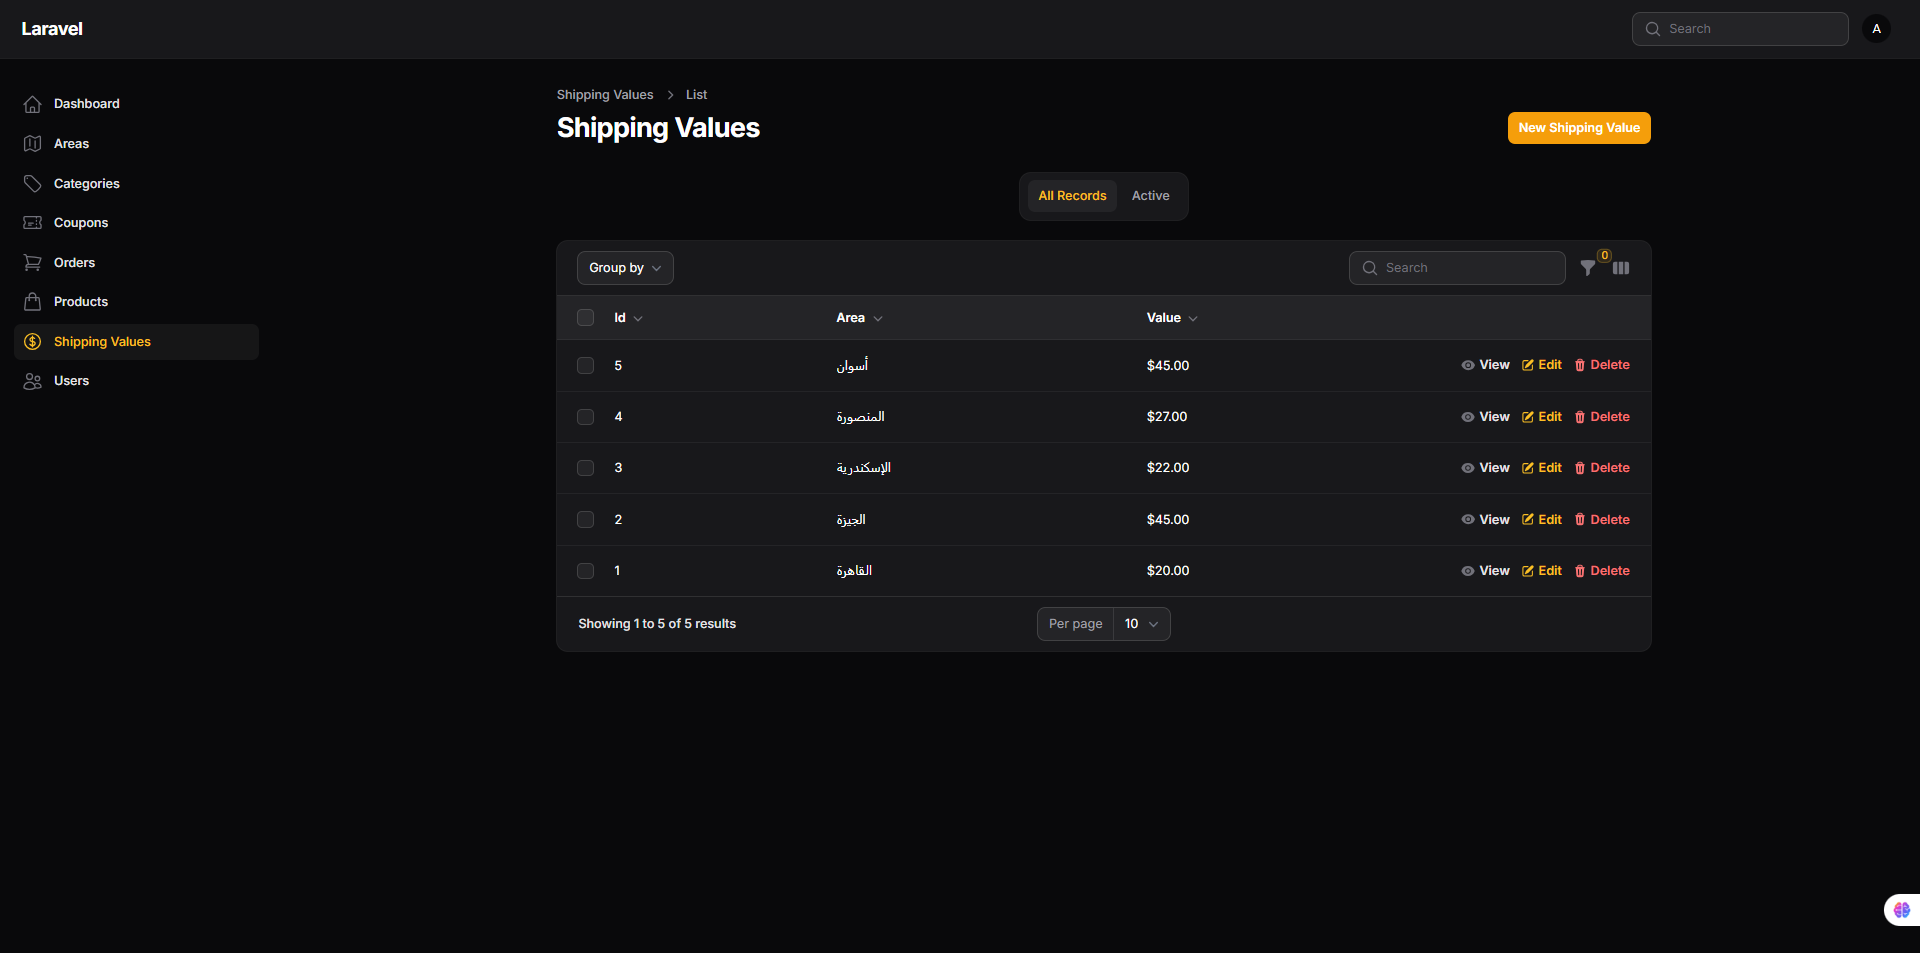 Laravel
Search
A
Dashboard
Areas
Categories
Coupons
Orders
Products
Shipping Values
Users
Shipping Values > List
Shipping Values
New Shipping Value
All Records Active
Group by
Search
0
Id Area Value
5 أسوان $45.00 View Edit Delete
4 المنصورة $27.00 View Edit Delete
3 الإسكندرية $22.00 View Edit Delete
2 الجيزة $45.00 View Edit Delete
1 القاهرة $20.00 View Edit Delete
Showing 1 to 5 of 5 results
Per page 10